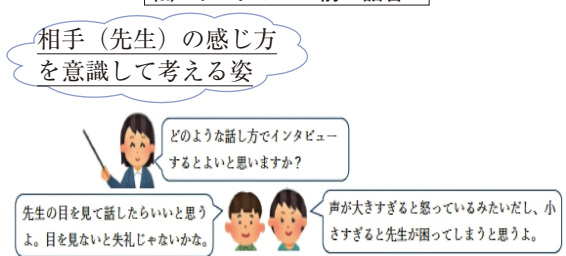 相手（先生）の感じ方
を意識して考える姿
どのような話し方でインタビュー
するとよいと思いますか？
先生の目を見て話したらいいと思う
よ。目を見ないと失礼じゃないかな。
声が大きすぎると怒っているみたいだし、小
さすぎると先生が困ってしまうと思うよ。